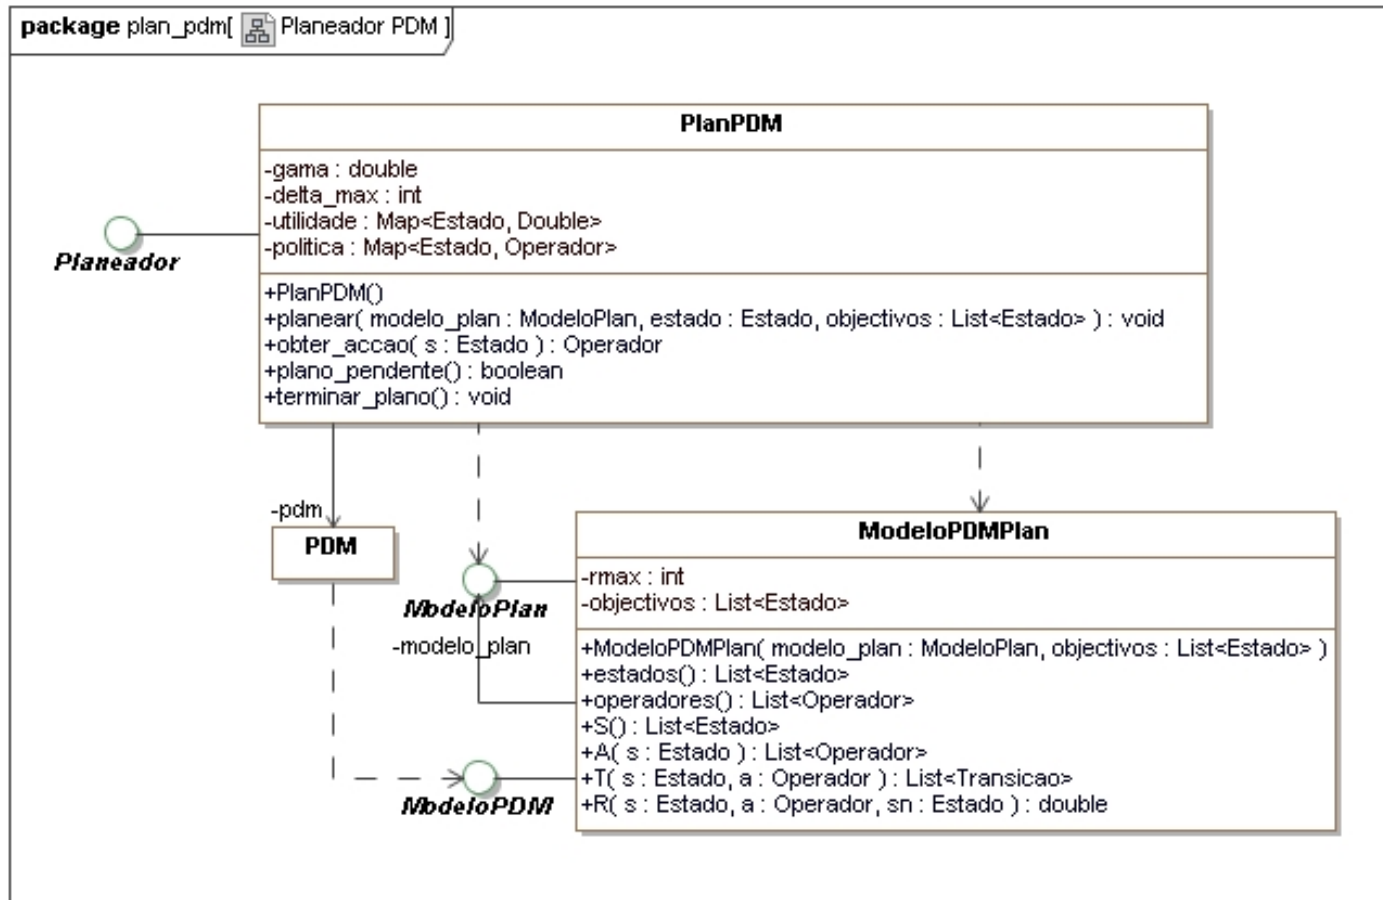 package plan_pdm[ Planeador PDM ]
PlanPDM
-gama : double
-delta_max : int
-utilidade : Map<Estado, Double>
-politica : Map<Estado, Operador>
Planeador
+PlanPDM()
+planear( modelo_plan : ModeloPlan, estado : Estado, objectivos : List<Estado> ) : void
+obter_accao( s : Estado ) : Operador
+plano_pendente() : boolean
+terminar_plano() : void
-pdm
PDM
ModeloPDMPlan
-rmax : int
-objectivos : List<Estado>
ModeloPlan
-modelo_plan
+ModeloPDMPlan( modelo_plan : ModeloPlan, objectivos : List<Estado> )
+estados() : List<Estado>
+operadores() : List<Operador>
+S() : List<Estado>
+A( s : Estado ) : List<Operador>
+T( s : Estado, a : Operador ) : List<Transicao>
+R( s : Estado, a : Operador, sn : Estado ) : double
ModeloPDM